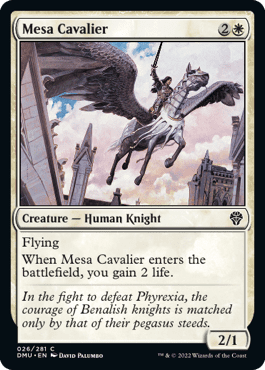 Mesa Cavalier 2
Creature — Human Knight
Flying
When Mesa Cavalier enters the
battlefield, you gain 2 life.
In the fight to defeat Phyrexia, the
courage of Benalish knights is matched
only by that of their pegasus steeds.
2/1
026/281 C
DMU • EN David Palumbo
™ & © 2022 Wizards of the Coast